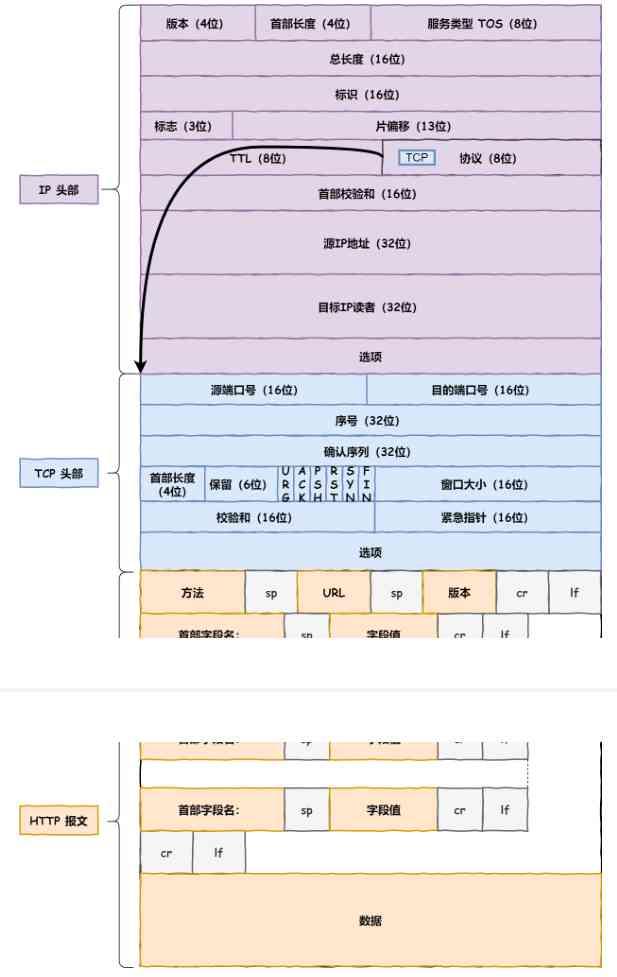 版本（4位） 首部长度（4位） 服务类型 TOS（8位）
总长度（16位）
标识（16位）
标志（3位） 片偏移（13位）
TTL（8位） TCP 协议（8位）
IP 头部
首部校验和（16位）
源IP地址（32位）
目标IP读者（32位）
选项
源端口号（16位） 目的端口号（16位）
序号（32位）
确认序列（32位）
TCP 头部
首部长度（4位） 保留（6位） URG ACK PSH RST SYN FIN 窗口大小（16位）
校验和（16位） 紧急指针（16位）
选项
方法 sp URL sp 版本 cr lf
首部字段名： sp 字段值 cr lf
首部字段名： sp 字段值 cr lf
首部字段名： sp 字段值 cr lf
HTTP 报文
cr lf
数据